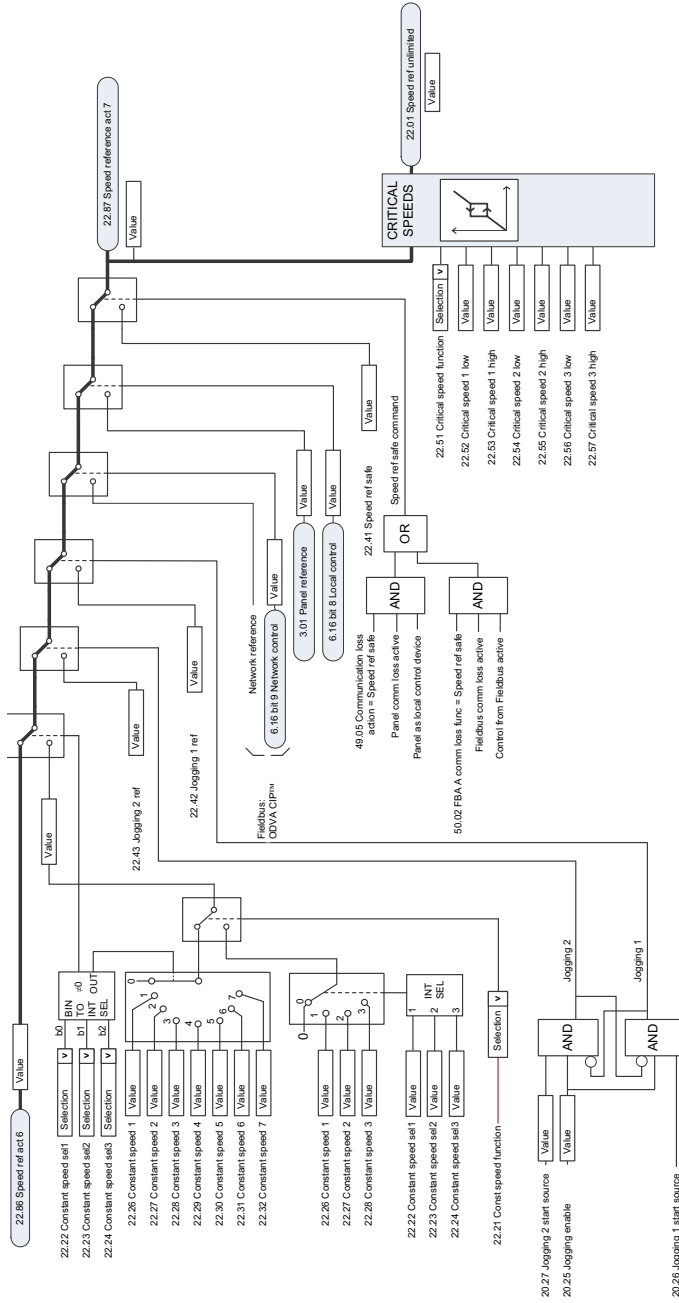 22.86 Speed ref act 6
Value
22.22 Constant speed sel1
Selection
v
22.23 Constant speed sel2
Selection
v
22.24 Constant speed sel3
Selection
v
b0
b1
b2
BIN
TO
INT
SEL
≠0
OUT
22.26 Constant speed 1
Value
22.27 Constant speed 2
Value
22.28 Constant speed 3
Value
22.29 Constant speed 4
Value
22.30 Constant speed 5
Value
22.31 Constant speed 6
Value
22.32 Constant speed 7
Value
0
1
2
3
4
5
6
7
22.26 Constant speed 1
Value
22.27 Constant speed 2
Value
22.28 Constant speed 3
Value
0
0
1
2
3
22.22 Constant speed sel1
Value
22.23 Constant speed sel2
Value
22.24 Constant speed sel3
Value
1
2
3
INT
SEL
22.21 Const speed function
Selection
v
20.27 Jogging 2 start source
Value
20.25 Jogging enable
Value
20.26 Jogging 1 start source
AND
AND
Jogging 2
Jogging 1
Value
22.43 Jogging 2 ref
Value
22.42 Jogging 1 ref
Value
Network reference
6.16 bit 9 Network control
Value
Fieldbus:
ODVA CIP™
3.01 Panel reference
Value
6.16 bit 8 Local control
Value
22.41 Speed ref safe
Value
49.05 Communication loss
action = Speed ref safe
Panel comm loss active
Panel as local control device
AND
50.02 FBA A comm loss func = Speed ref safe
Fieldbus comm loss active
Control from Fieldbus active
AND
OR
Speed ref safe command
22.87 Speed reference act 7
Value
CRITICAL
SPEEDS
22.51 Critical speed function
Selection
v
22.52 Critical speed 1 low
Value
22.53 Critical speed 1 high
Value
22.54 Critical speed 2 low
Value
22.55 Critical speed 2 high
Value
22.56 Critical speed 3 low
Value
22.57 Critical speed 3 high
Value
22.01 Speed ref unlimited
Value